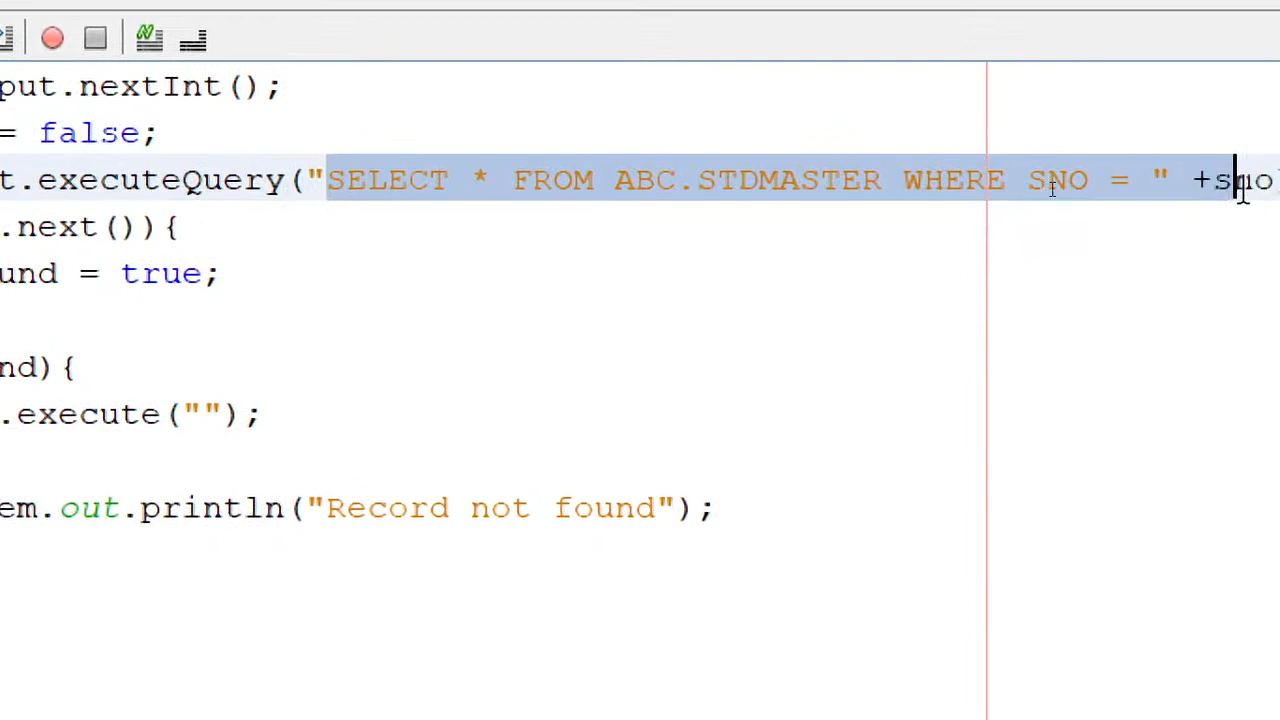 put.nextInt();
= false;
t.executeQuery("SELECT * FROM ABC.STDMASTER WHERE SNO = " +sno)
.next()){
und = true;
nd){
.execute("");
em.out.println("Record not found");